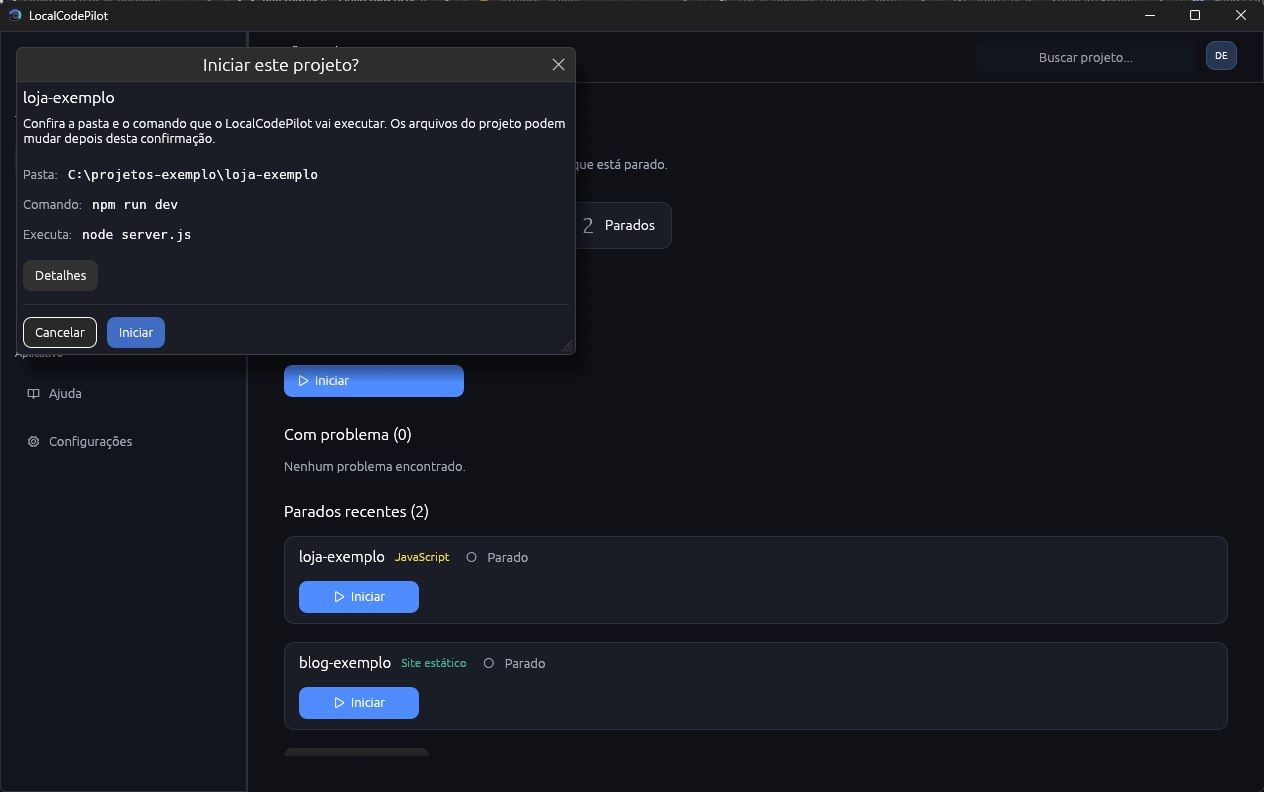 LocalCodePilot
Buscar projeto...
DE
Iniciar este projeto?
loja-exemplo
Confira a pasta e o comando que o LocalCodePilot vai executar. Os arquivos do projeto podem
mudar depois desta confirmação.
Pasta: C:\projetos-exemplo\loja-exemplo
Comando: npm run dev
Executa: node server.js
Detalhes
Cancelar
Iniciar
que está parado.
2 Parados
Ajuda
Configurações
Iniciar
Com problema (0)
Nenhum problema encontrado.
Parados recentes (2)
loja-exemplo JavaScript Parado
Iniciar
blog-exemplo Site estático Parado
Iniciar